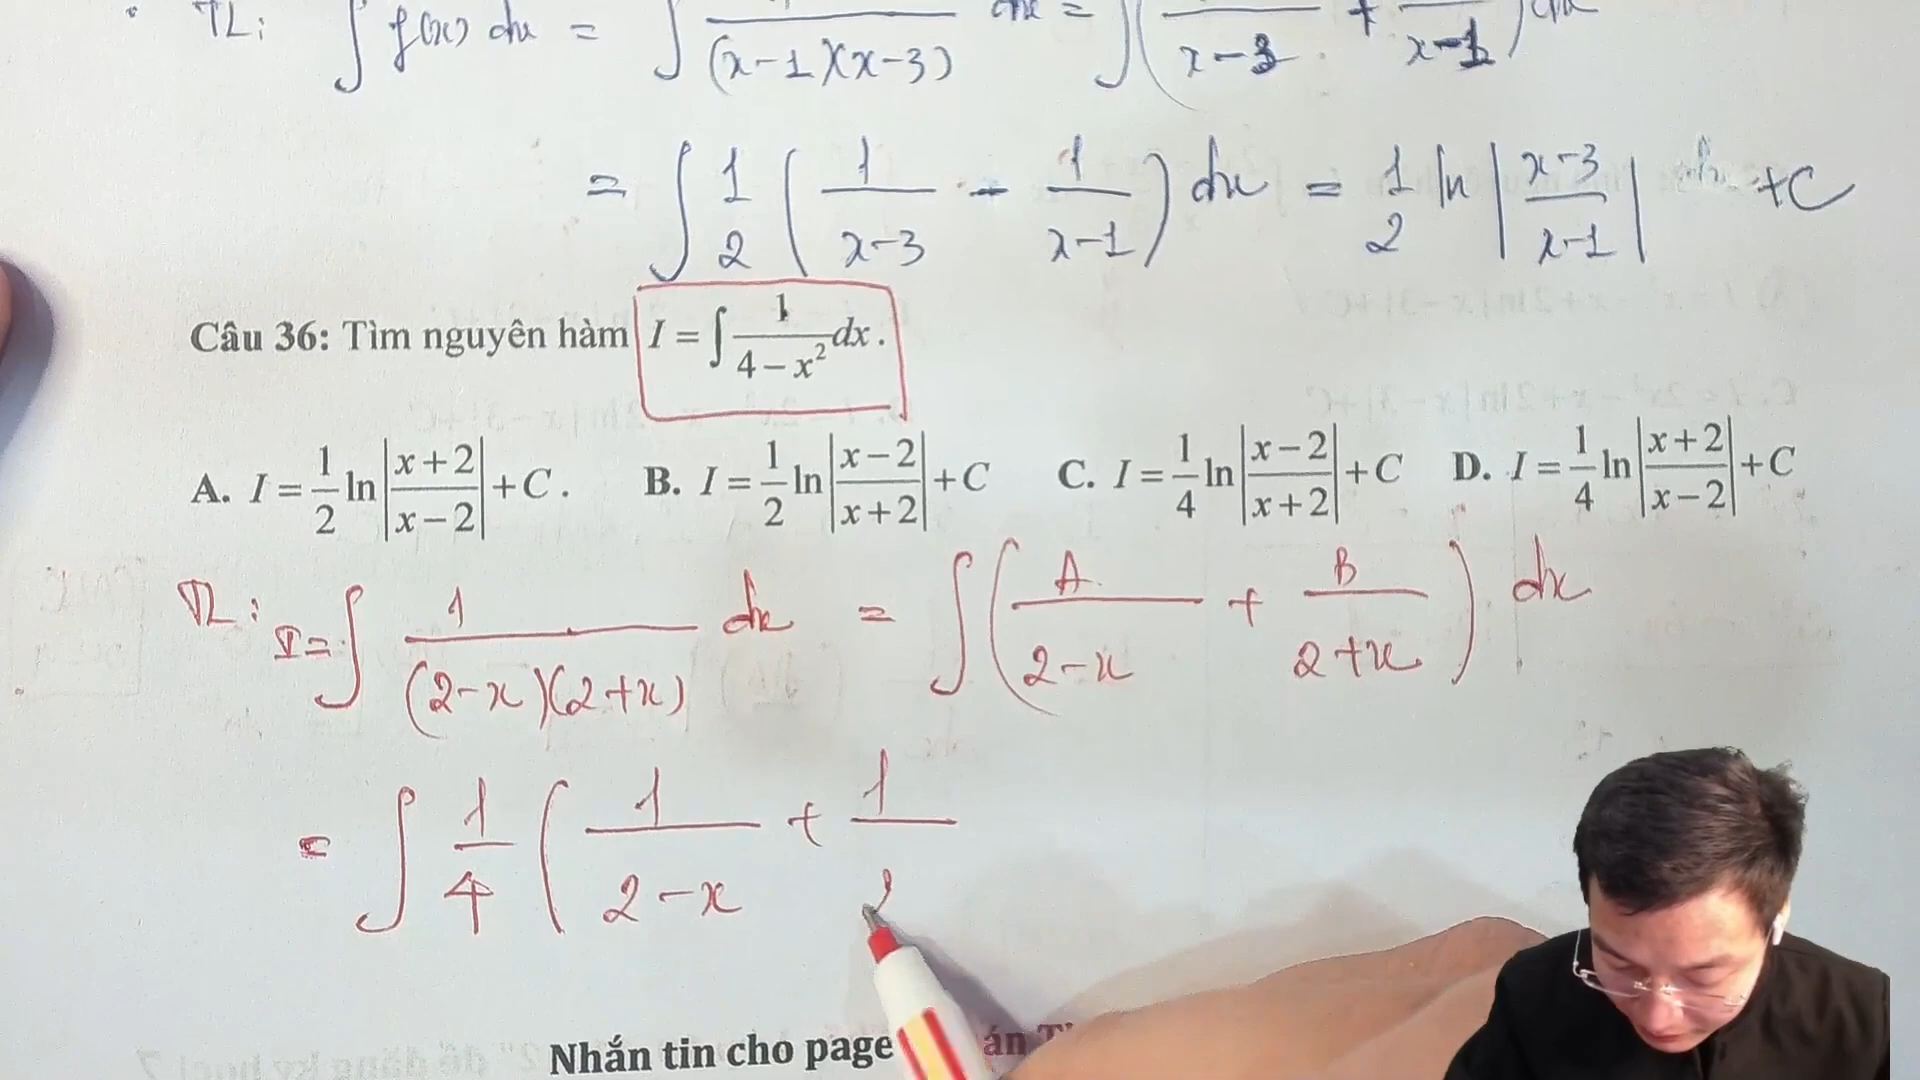 TL: ∫ f(x) dx = ∫ ―/(x-1)(x-3) dx = ∫(―/x-3 + ―/x-1) dx
= ∫ 1/2 (1/x-3 - 1/x-1) dx = 1/2 ln |x-3/x-1| +C
Câu 36: Tìm nguyên hàm I = ∫ 1/(4-x²) dx.
A. I = 1/2 ln |x+2/x-2| + C. B. I = 1/2 ln |x-2/x+2| + C C. I = 1/4 ln |x-2/x+2| + C D. I = 1/4 ln |x+2/x-2| + C
TL: I = ∫ 1/(2-x)(2+x) dx = ∫(A/2-x + B/2+x) dx
= ∫ 1/4 (1/2-x + 1/2
Nhắn tin cho page